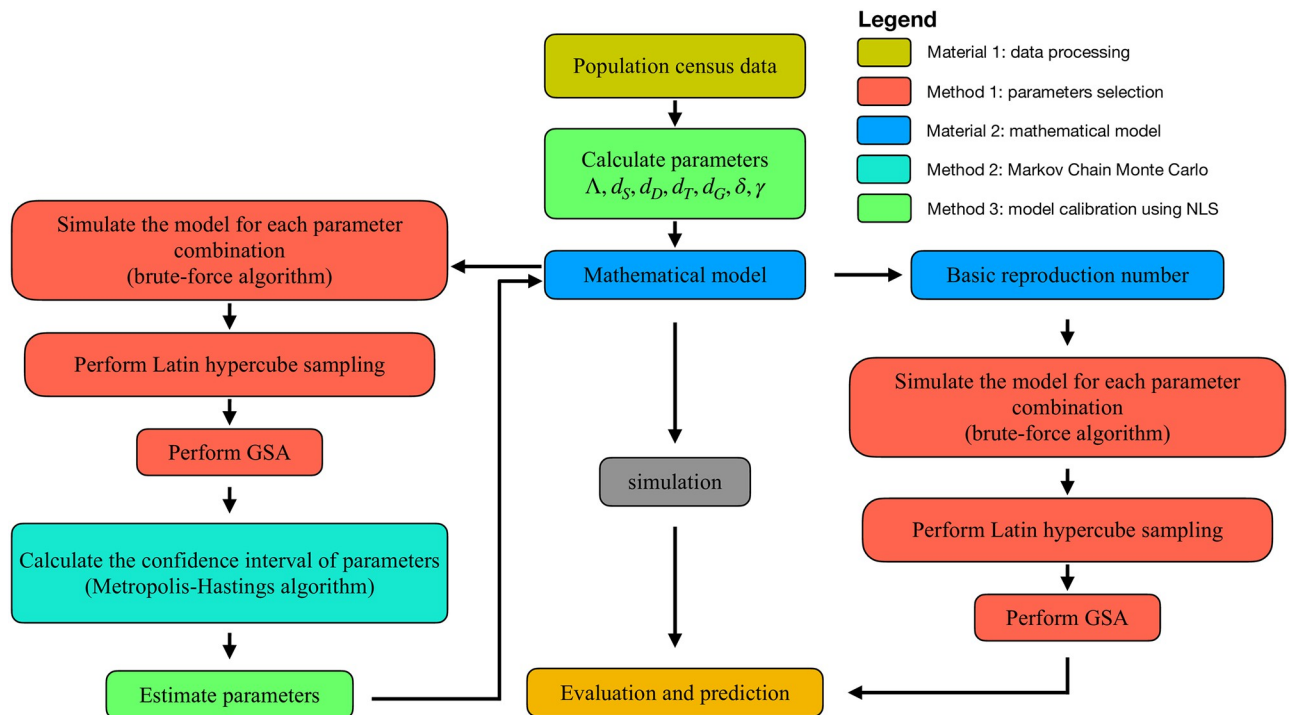 Legend
Material 1: data processing
Method 1: parameters selection
Material 2: mathematical model
Method 2: Markov Chain Monte Carlo
Method 3: model calibration using NLS
Population census data
Calculate parameters
Λ, d_S, d_D, d_T, d_G, δ, γ
Mathematical model
Simulate the model for each parameter
combination
(brute-force algorithm)
Perform Latin hypercube sampling
Perform GSA
Calculate the confidence interval of parameters
(Metropolis-Hastings algorithm)
Estimate parameters
simulation
Evaluation and prediction
Basic reproduction number
Simulate the model for each parameter
combination
(brute-force algorithm)
Perform Latin hypercube sampling
Perform GSA